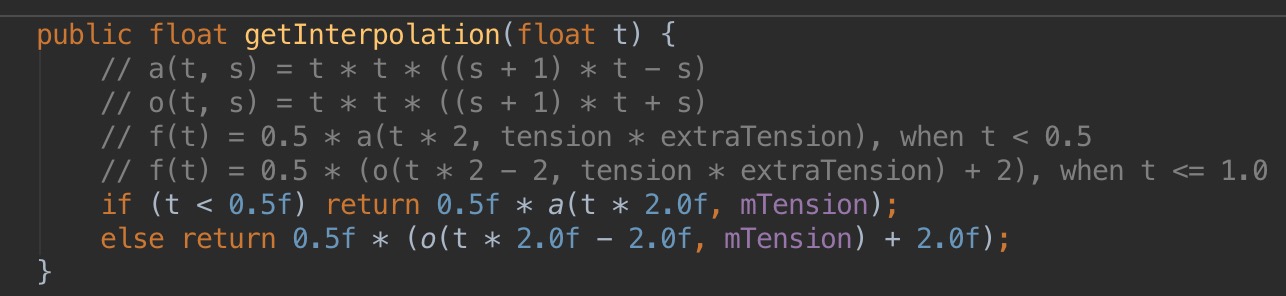 public float getInterpolation(float t) {
    // a(t, s) = t * t * ((s + 1) * t - s)
    // o(t, s) = t * t * ((s + 1) * t + s)
    // f(t) = 0.5 * a(t * 2, tension * extraTension), when t < 0.5
    // f(t) = 0.5 * (o(t * 2 - 2, tension * extraTension) + 2), when t <= 1.0
    if (t < 0.5f) return 0.5f * a(t * 2.0f, mTension);
    else return 0.5f * (o(t * 2.0f - 2.0f, mTension) + 2.0f);
}